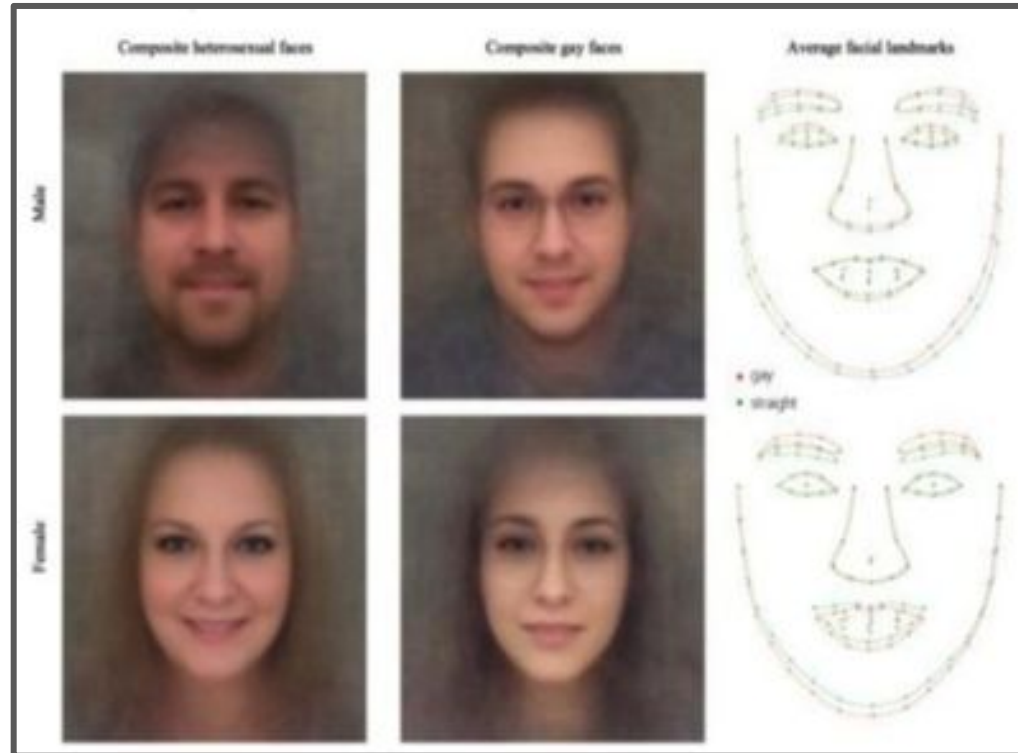 Composite heterosexual faces
Composite gay faces
Average facial landmarks
Male
gay
straight
Female